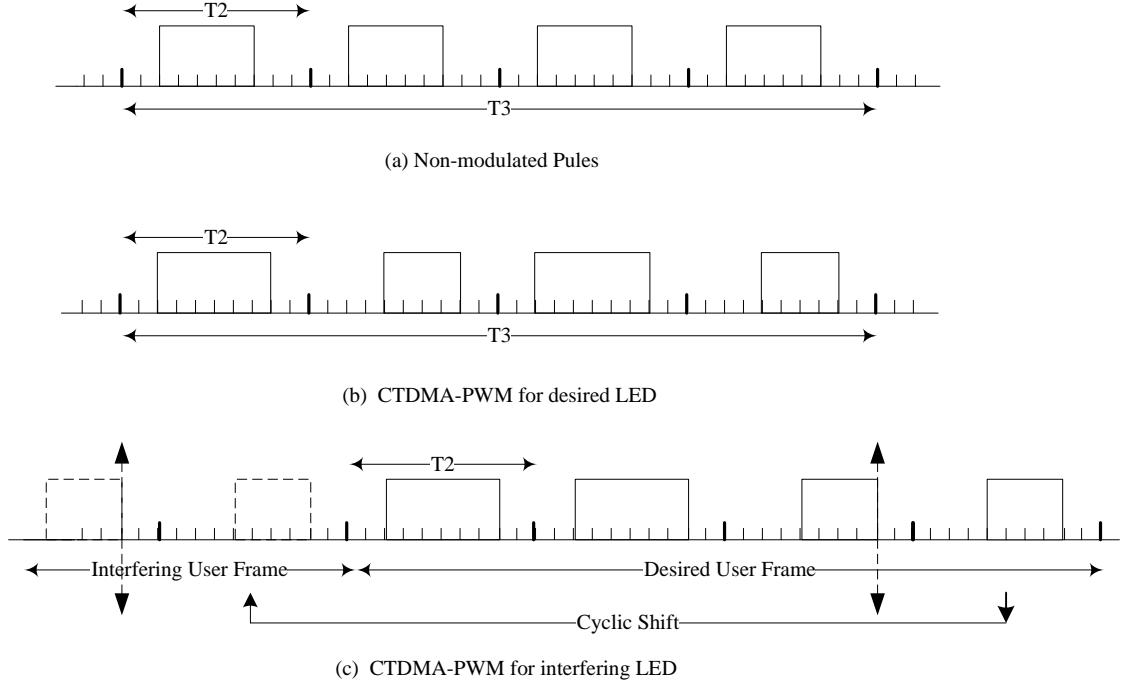 T2
T3
(a) Non-modulated Pules
T2
T3
(b) CTDMA-PWM for desired LED
T2
Interfering User Frame
Desired User Frame
Cyclic Shift
(c) CTDMA-PWM for interfering LED